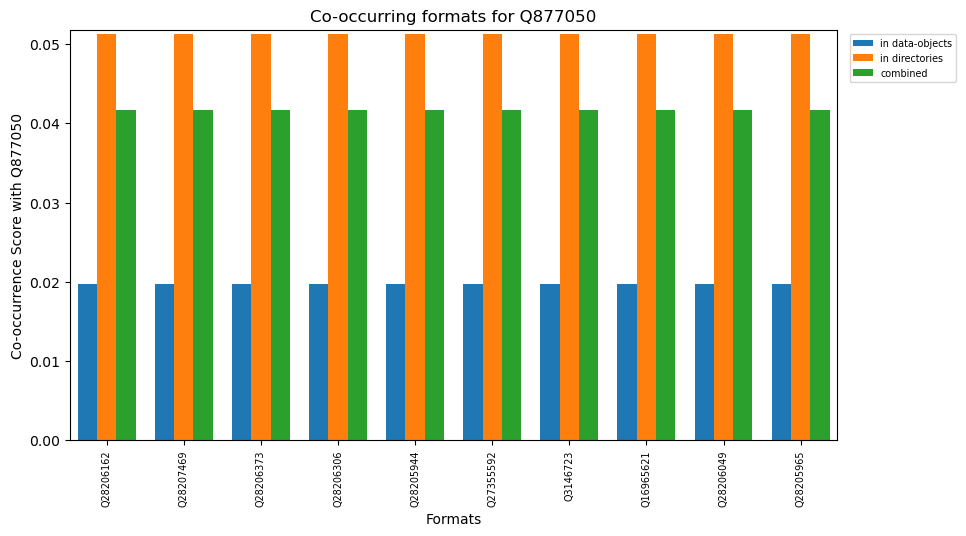 Co-occurring formats for Q877050
Co-occurrence Score with Q877050
0.05
0.04
0.03
0.02
0.01
0.00
Q28206162
Q28207469
Q28206373
Q28206306
Q28205944
Q27355592
Q3146723
Q16965621
Q28206049
Q28205965
Formats
in data-objects
in directories
combined